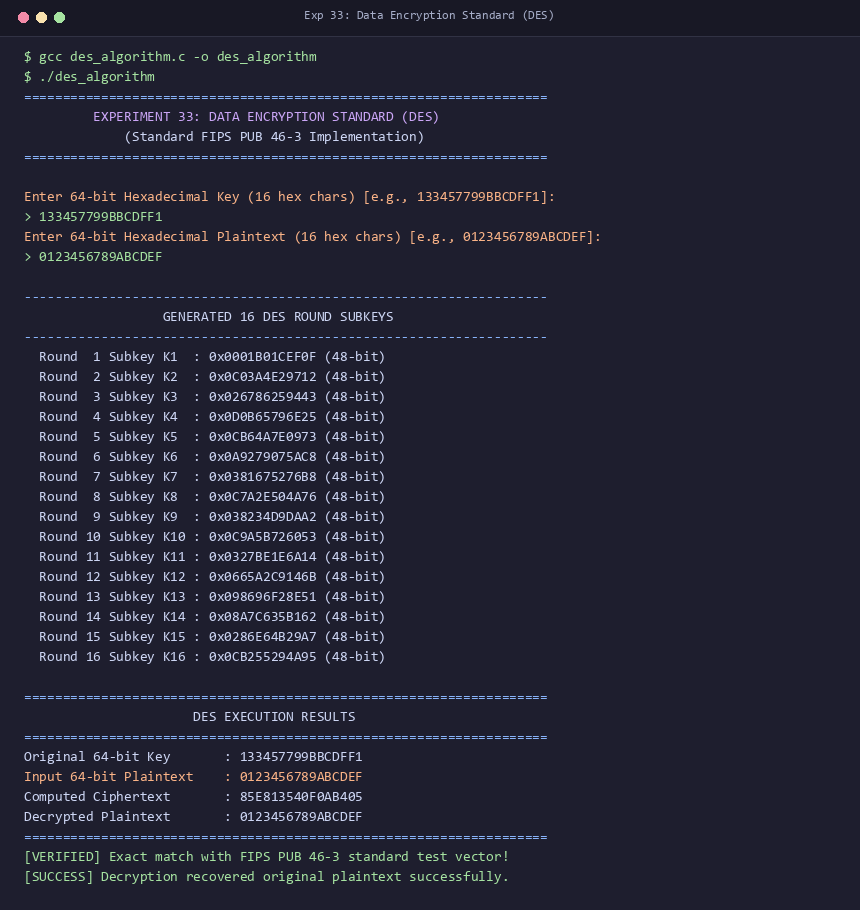 Exp 33: Data Encryption Standard (DES)
$ gcc des_algorithm.c -o des_algorithm
$ ./des_algorithm
====================================================================
EXPERIMENT 33: DATA ENCRYPTION STANDARD (DES)
(Standard FIPS PUB 46-3 Implementation)
====================================================================
Enter 64-bit Hexadecimal Key (16 hex chars) [e.g., 133457799BBCDFF1]:
> 133457799BBCDFF1
Enter 64-bit Hexadecimal Plaintext (16 hex chars) [e.g., 0123456789ABCDEF]:
> 0123456789ABCDEF
--------------------------------------------------------------------
GENERATED 16 DES ROUND SUBKEYS
--------------------------------------------------------------------
Round  1 Subkey K1  : 0x0001B01CEF0F (48-bit)
Round  2 Subkey K2  : 0x0C03A4E29712 (48-bit)
Round  3 Subkey K3  : 0x026786259443 (48-bit)
Round  4 Subkey K4  : 0x0D0B65796E25 (48-bit)
Round  5 Subkey K5  : 0x0CB64A7E0973 (48-bit)
Round  6 Subkey K6  : 0x0A9279075AC8 (48-bit)
Round  7 Subkey K7  : 0x0381675276B8 (48-bit)
Round  8 Subkey K8  : 0x0C7A2E504A76 (48-bit)
Round  9 Subkey K9  : 0x038234D9DAA2 (48-bit)
Round 10 Subkey K10 : 0x0C9A5B726053 (48-bit)
Round 11 Subkey K11 : 0x0327BE1E6A14 (48-bit)
Round 12 Subkey K12 : 0x0665A2C9146B (48-bit)
Round 13 Subkey K13 : 0x098696F28E51 (48-bit)
Round 14 Subkey K14 : 0x08A7C635B162 (48-bit)
Round 15 Subkey K15 : 0x0286E64B29A7 (48-bit)
Round 16 Subkey K16 : 0x0CB255294A95 (48-bit)
====================================================================
DES EXECUTION RESULTS
====================================================================
Original 64-bit Key       : 133457799BBCDFF1
Input 64-bit Plaintext    : 0123456789ABCDEF
Computed Ciphertext       : 85E813540F0AB405
Decrypted Plaintext       : 0123456789ABCDEF
====================================================================
[VERIFIED] Exact match with FIPS PUB 46-3 standard test vector!
[SUCCESS] Decryption recovered original plaintext successfully.